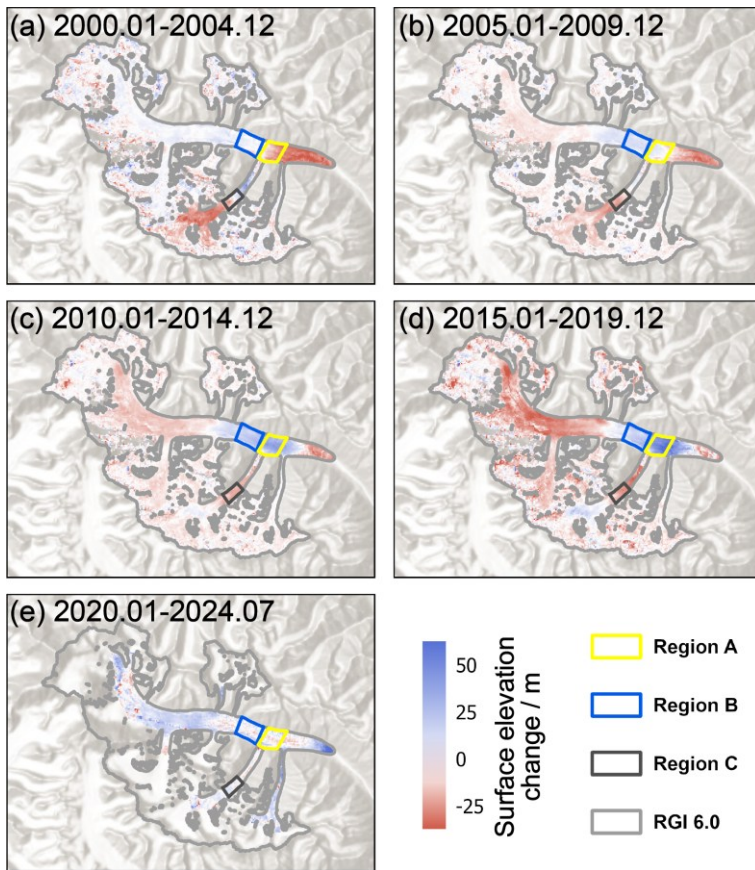 (a) 2000.01-2004.12
(b) 2005.01-2009.12
(c) 2010.01-2014.12
(d) 2015.01-2019.12
(e) 2020.01-2024.07
50
25
0
-25
Surface elevation
change / m
Region A
Region B
Region C
RGI 6.0